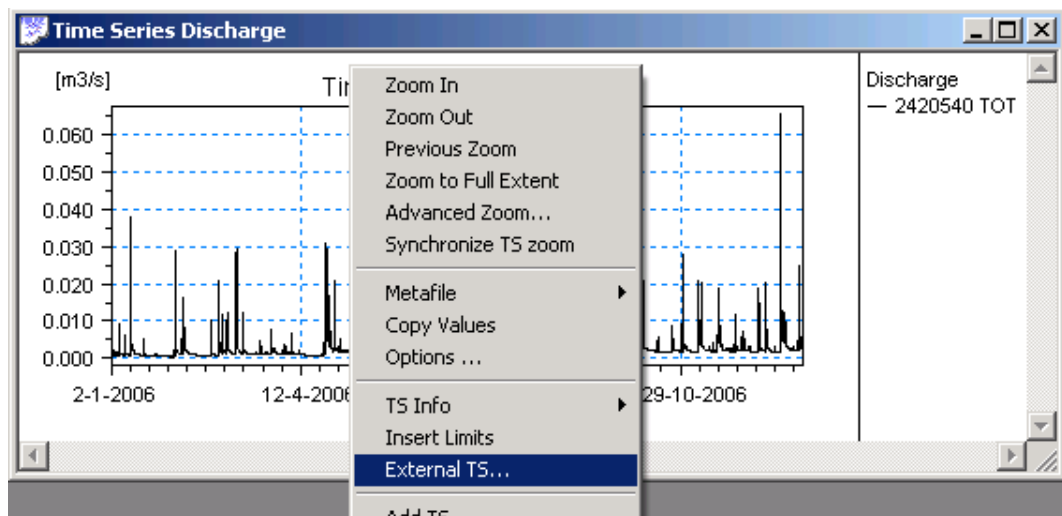 Time Series Discharge
[m3/s]
Tir
Discharge
2420540 TOT
0.060
0.050
0.040
0.030
0.020
0.010
0.000
2-1-2006
12-4-2006
29-10-2006
Zoom In
Zoom Out
Previous Zoom
Zoom to Full Extent
Advanced Zoom...
Synchronize TS zoom
Metafile
Copy Values
Options ...
TS Info
Insert Limits
External TS...
Add TS